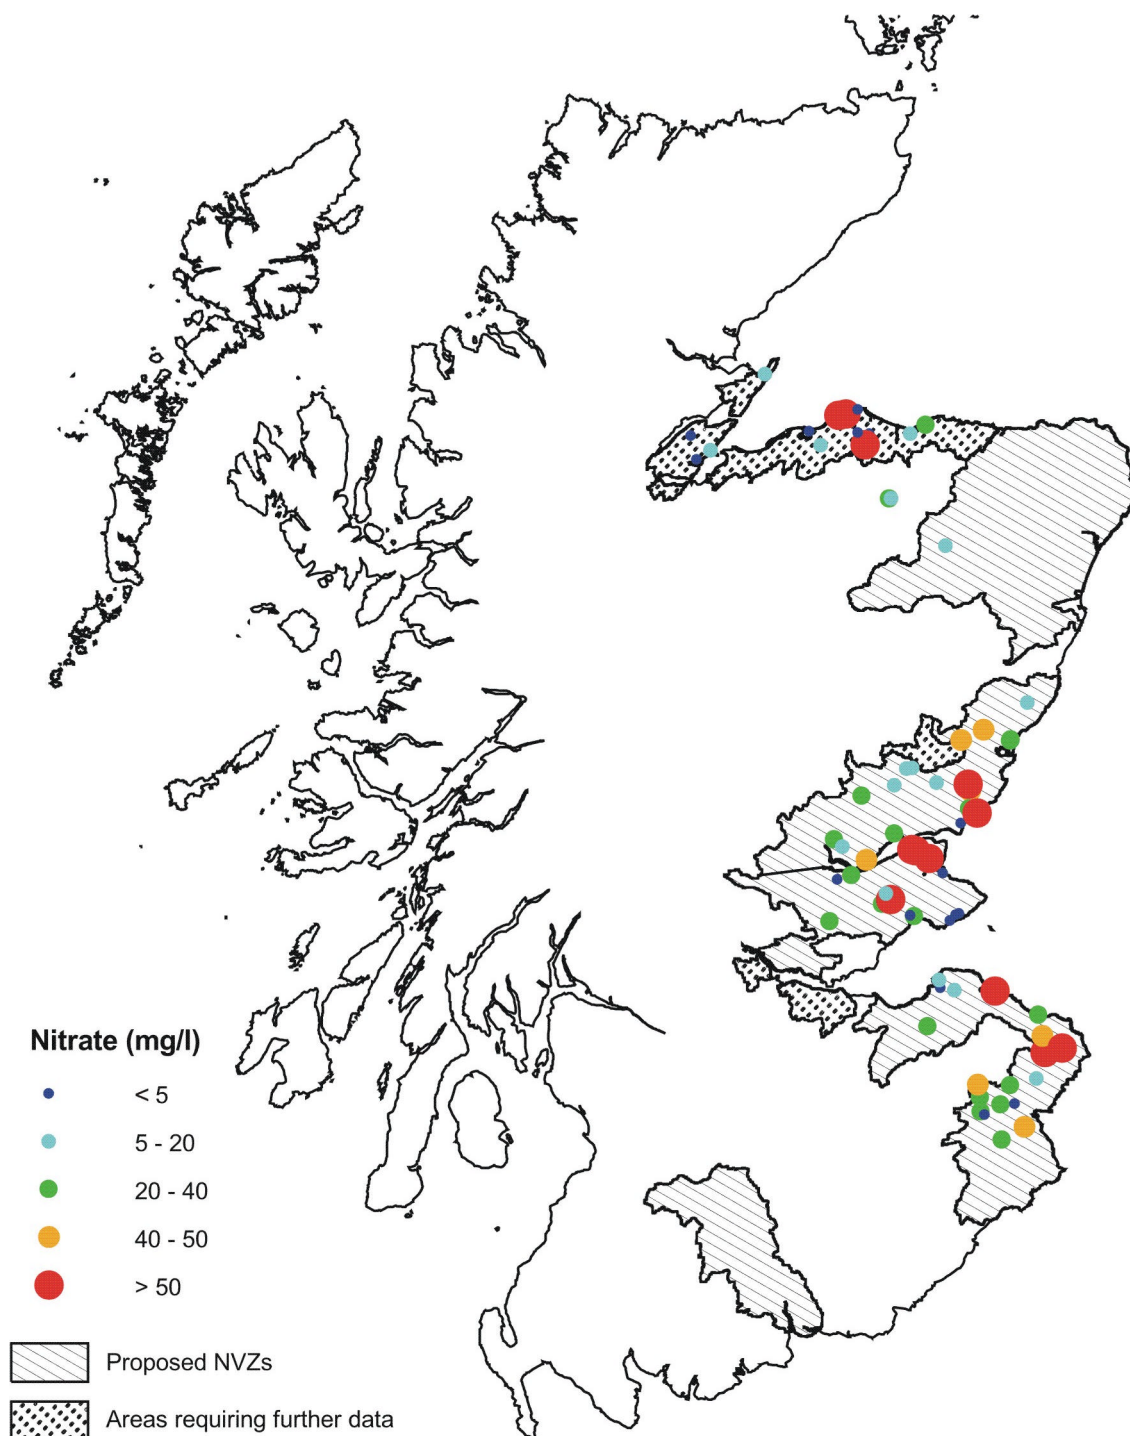 Nitrate (mg/l)
< 5
5 - 20
20 - 40
40 - 50
> 50
Proposed NVZs
Areas requiring further data